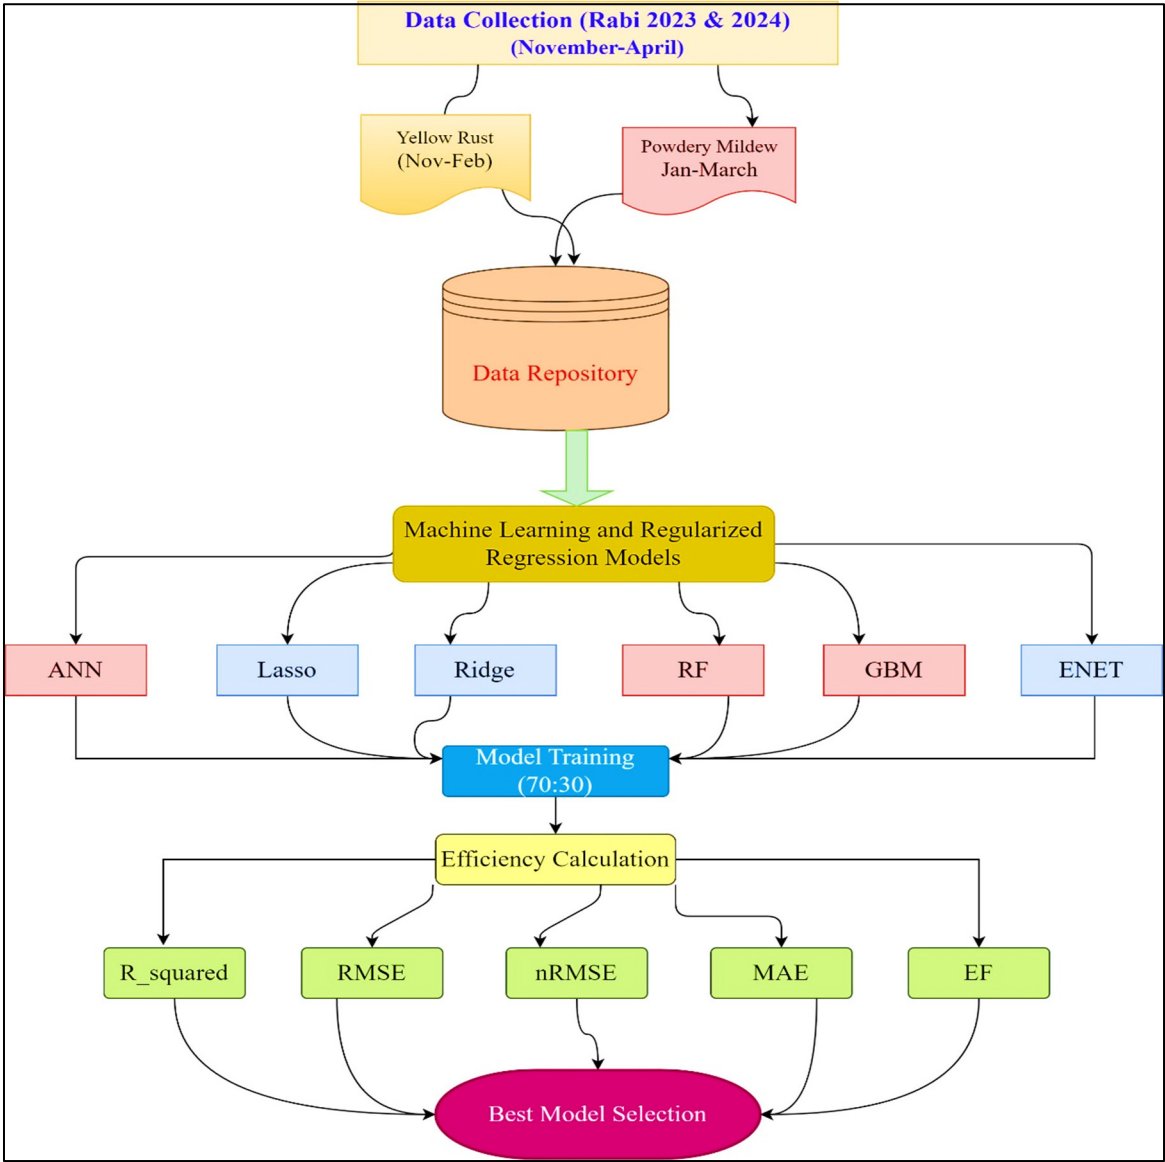 Data Collection (Rabi 2023 & 2024)
(November-April)
Yellow Rust
(Nov-Feb)
Powdery Mildew
Jan-March
Data Repository
Machine Learning and Regularized
Regression Models
ANN
Lasso
Ridge
RF
GBM
ENET
Model Training
(70:30)
Efficiency Calculation
R_squared
RMSE
nRMSE
MAE
EF
Best Model Selection